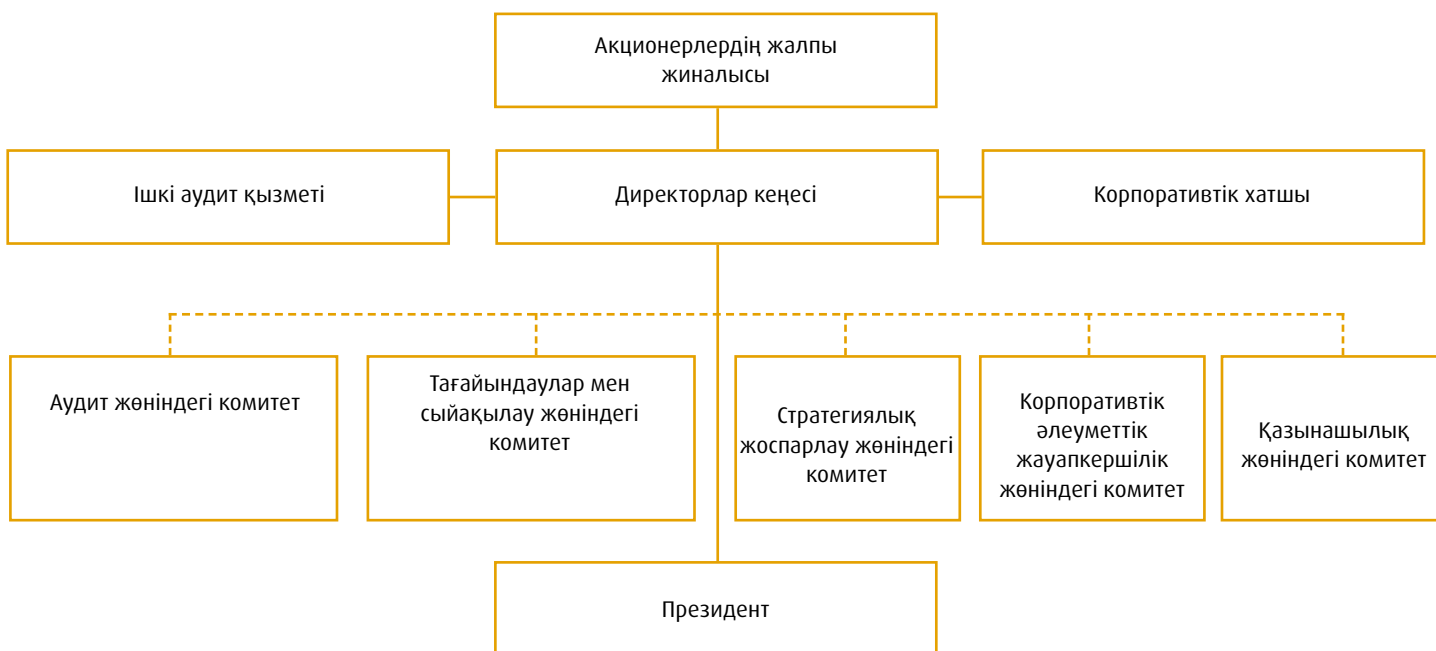 Акционерлердің жалпы
жиналысы
Ішкі аудит қызметі
Директорлар кеңесі
Корпоративтік хатшы
Аудит жөніндегі комитет
Тағайындаулар мен
сыйақылау жөніндегі
комитет
Стратегиялық
жоспарлау жөніндегі
комитет
Корпоративтік
әлеуметтік
жауапкершілік
жөніндегі комитет
Қазынашылық
жөніндегі комитет
Президент